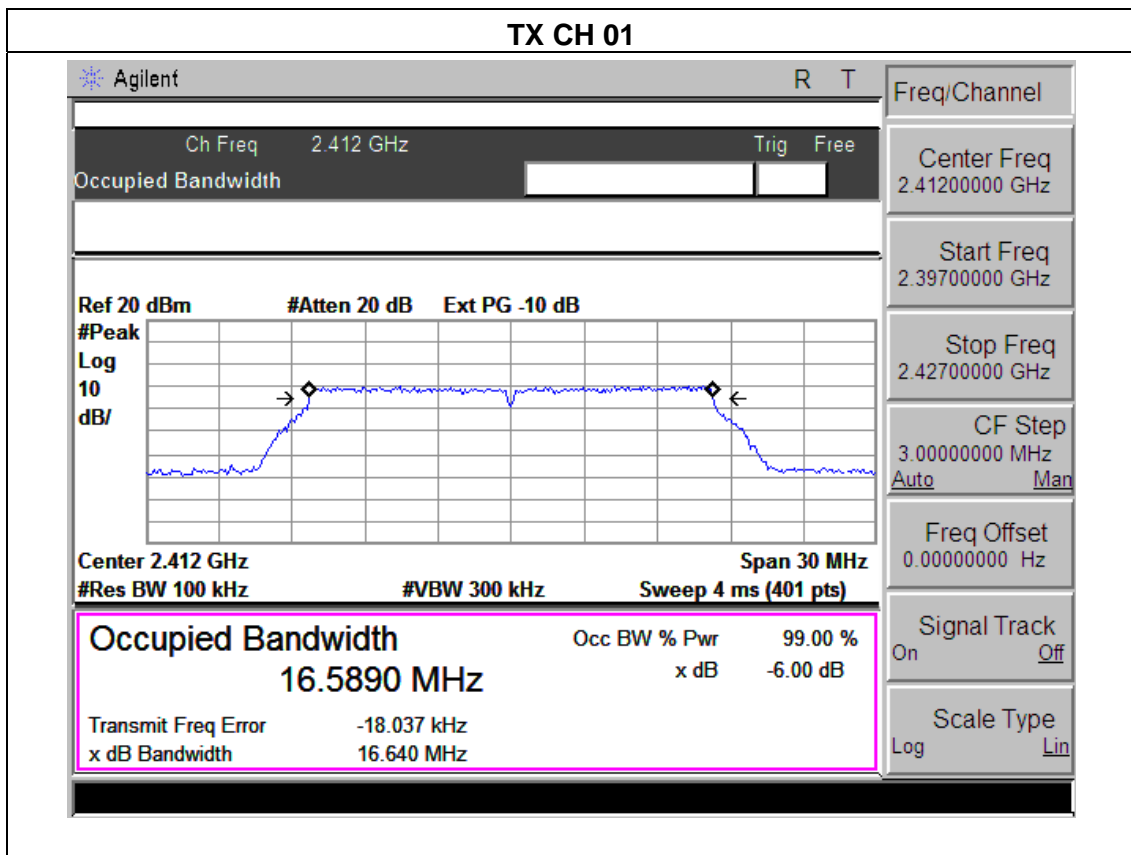 TX CH 01
Agilent R T
Freq/Channel
Ch Freq 2.412 GHz Trig Free
Occupied Bandwidth
Center Freq
2.41200000 GHz
Start Freq
2.39700000 GHz
Stop Freq
2.42700000 GHz
CF Step
3.00000000 MHz
Auto Man
Freq Offset
0.00000000 Hz
Signal Track
On Off
Scale Type
Log Lin
Ref 20 dBm #Atten 20 dB Ext PG -10 dB
#Peak
Log
10
dB/
Center 2.412 GHz Span 30 MHz
#Res BW 100 kHz #VBW 300 kHz Sweep 4 ms (401 pts)
Occupied Bandwidth Occ BW % Pwr 99.00 %
16.5890 MHz x dB -6.00 dB
Transmit Freq Error -18.037 kHz
x dB Bandwidth 16.640 MHz